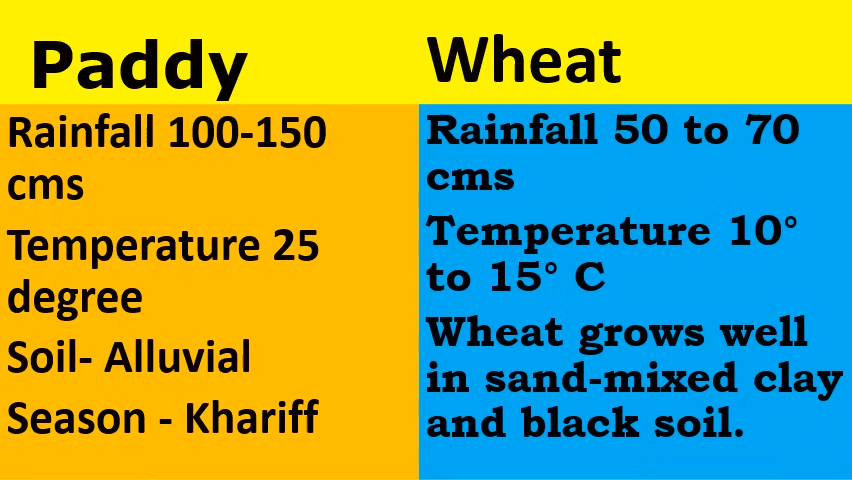 Paddy
Rainfall 100-150
cms
Temperature 25
degree
Soil- Alluvial
Season - Khariff
Wheat
Rainfall 50 to 70
cms
Temperature 10°
to 15° C
Wheat grows well
in sand-mixed clay
and black soil.